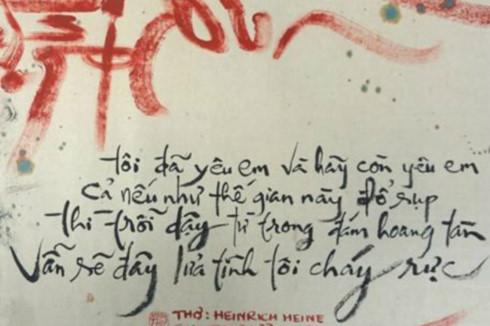 tôi đã yêu em và hãy còn yêu em
Cả nếu như thế gian này đổ sụp
Thì trỗi dậy từ trong đám hoang tàn
Vẫn sẽ đầy lửa tình tôi cháy rực
THƠ: HEINRICH HEINE